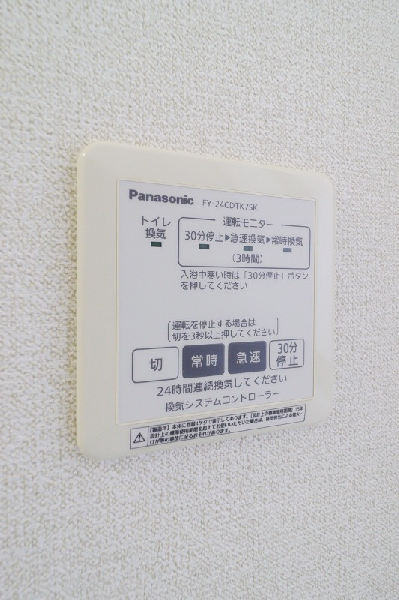 Panasonic FY-24CDTK2SK
トイレ換気
運転モニター
30分停止▶急速換気▶常時換気
(3時間)
入浴中寒い時は「30分停止」ボタン
を押してください
運転を停止する場合は
切を3秒以上押してください
切 常時 急速 30分停止
24時間連続換気してください
換気システムコントローラー